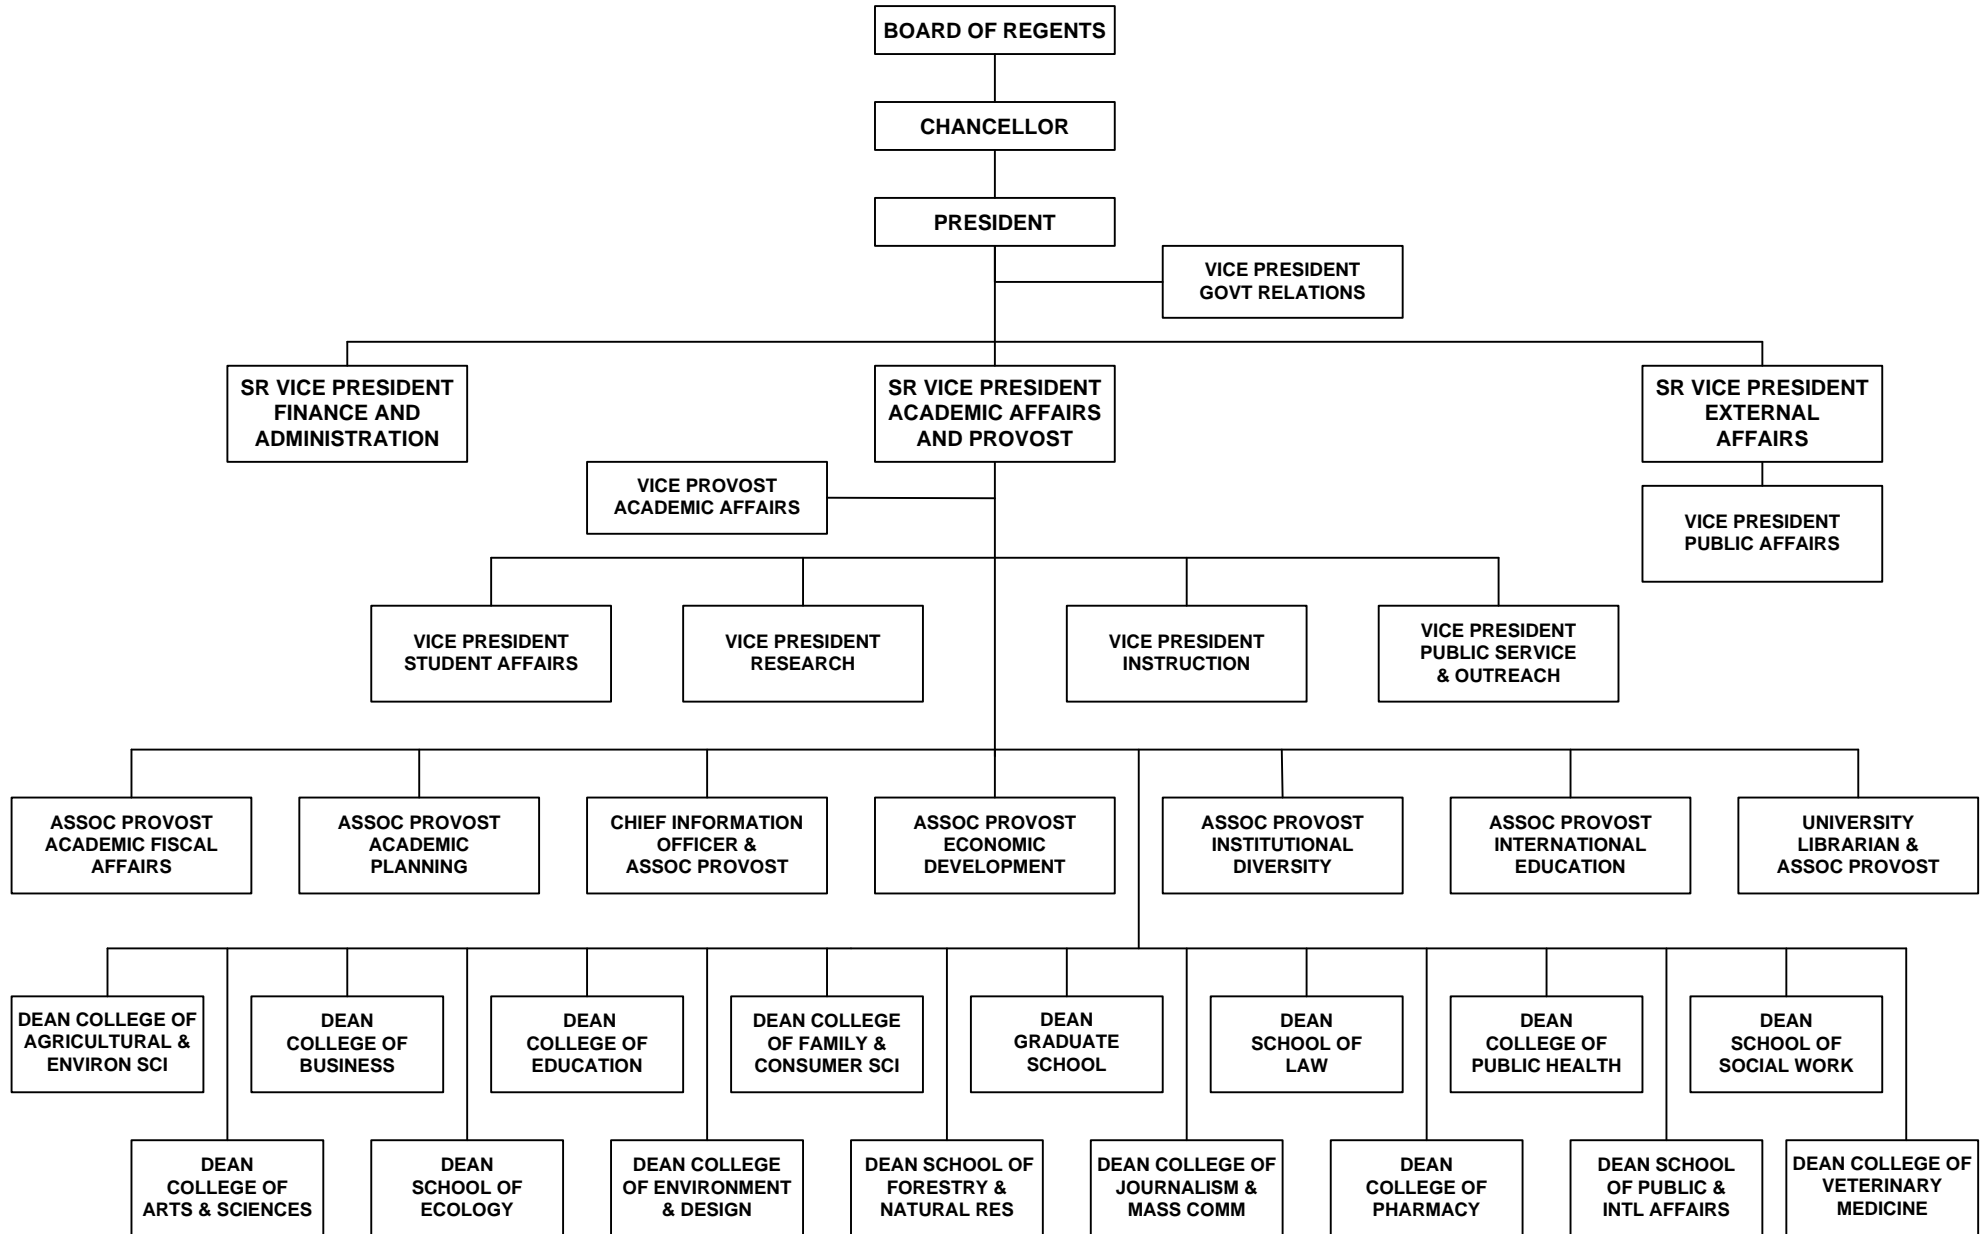 BOARD OF REGENTS
CHANCELLOR
PRESIDENT
VICE PRESIDENT
GOVT RELATIONS
SR VICE PRESIDENT
FINANCE AND
ADMINISTRATION
SR VICE PRESIDENT
ACADEMIC AFFAIRS
AND PROVOST
SR VICE PRESIDENT
EXTERNAL
AFFAIRS
VICE PROVOST
ACADEMIC AFFAIRS
VICE PRESIDENT
PUBLIC AFFAIRS
VICE PRESIDENT
STUDENT AFFAIRS
VICE PRESIDENT
RESEARCH
VICE PRESIDENT
INSTRUCTION
VICE PRESIDENT
PUBLIC SERVICE
& OUTREACH
ASSOC PROVOST
ACADEMIC FISCAL
AFFAIRS
ASSOC PROVOST
ACADEMIC
PLANNING
CHIEF INFORMATION
OFFICER &
ASSOC PROVOST
ASSOC PROVOST
ECONOMIC
DEVELOPMENT
ASSOC PROVOST
INSTITUTIONAL
DIVERSITY
ASSOC PROVOST
INTERNATIONAL
EDUCATION
UNIVERSITY
LIBRARIAN &
ASSOC PROVOST
DEAN COLLEGE OF
AGRICULTURAL &
ENVIRON SCI
DEAN
COLLEGE OF
BUSINESS
DEAN
COLLEGE OF
EDUCATION
DEAN COLLEGE
OF FAMILY &
CONSUMER SCI
DEAN
GRADUATE
SCHOOL
DEAN
SCHOOL OF
LAW
DEAN
COLLEGE OF
PUBLIC HEALTH
DEAN
SCHOOL OF
SOCIAL WORK
DEAN
COLLEGE OF
ARTS & SCIENCES
DEAN
SCHOOL OF
ECOLOGY
DEAN COLLEGE
OF ENVIRONMENT
& DESIGN
DEAN SCHOOL OF
FORESTRY &
NATURAL RES
DEAN COLLEGE OF
JOURNALISM &
MASS COMM
DEAN
COLLEGE OF
PHARMACY
DEAN SCHOOL
OF PUBLIC &
INTL AFFAIRS
DEAN COLLEGE OF
VETERINARY
MEDICINE